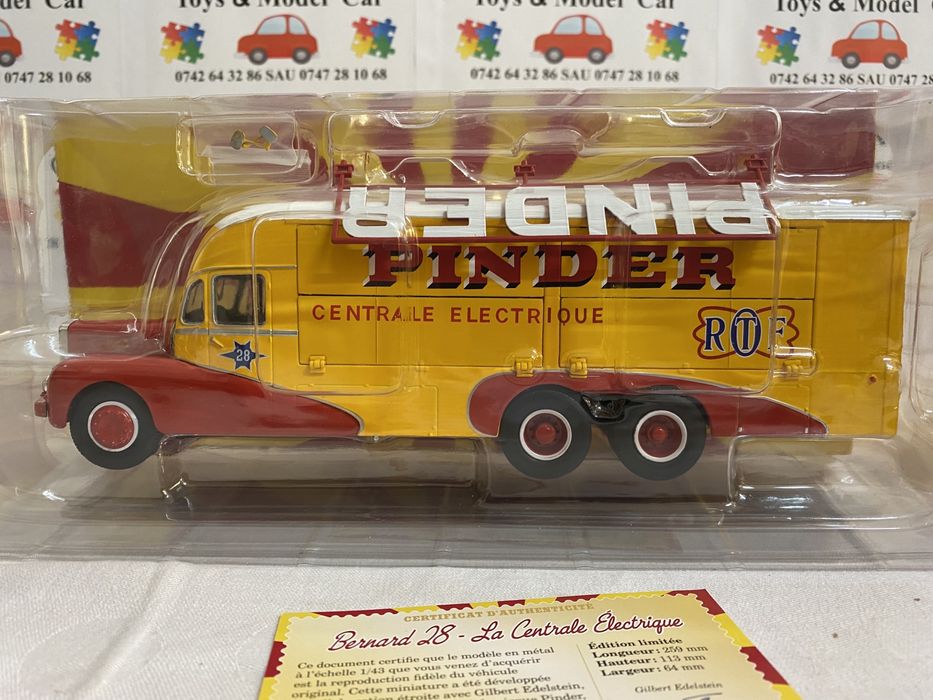 Toys & Model Car
Toys & Model Car
0747 28 10 68
0742 64 32 86 SAU 0747 28 10 68
0742 64 32 86 SAU 0747 28 10 68
0742 64 32 86 SAU 0747 28
PINDER
PINDER
CENTRALE ELECTRIQUE
RTF
28
CERTIFICAT D'AUTHENTICITÉ
Bernard 28 - La Centrale Électrique
Ce document certifie que le modèle en métal
à l'échelle 1/43 que vous venez d'acquérir
est la reproduction fidèle du véhicule
original. Cette miniature a été développée
Gilbert Edelstein,
Pinder,
Édition limitée
Longueur : 259 mm
Hauteur : 113 mm
Largeur : 64 mm
Gilbert Edelstein